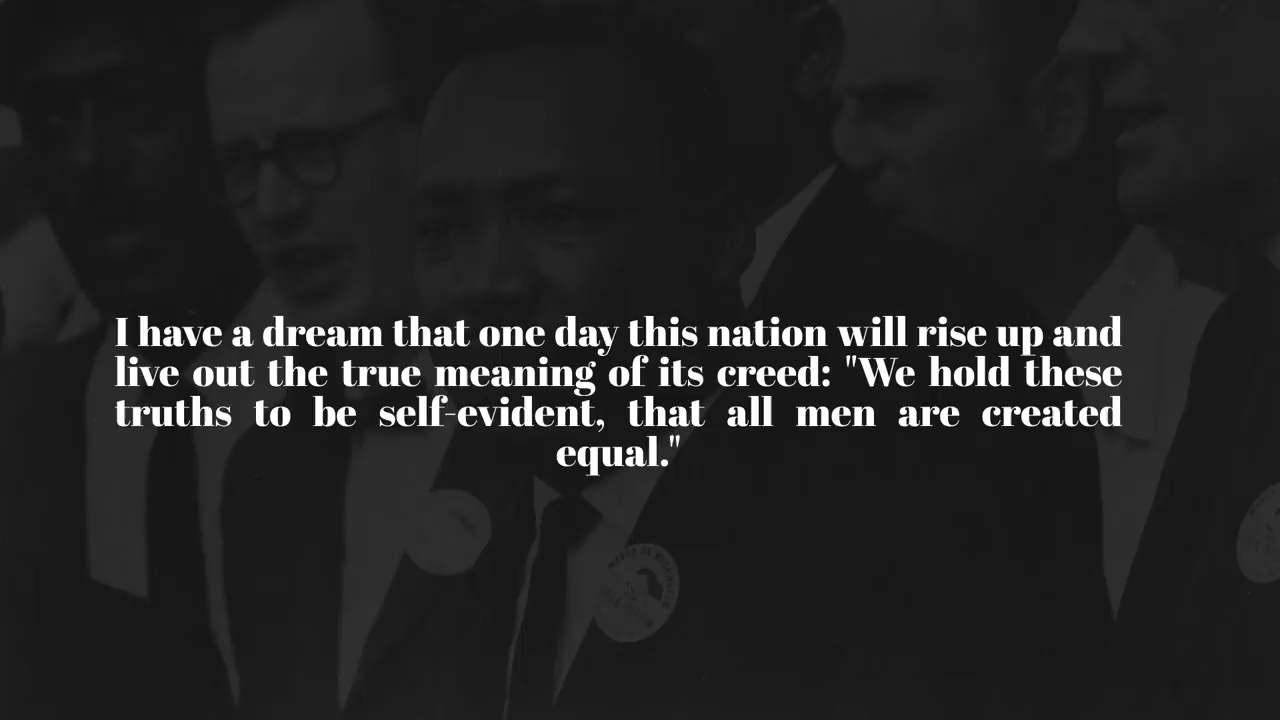 I have a dream that one day this nation will rise up and
live out the true meaning of its creed: "We hold these
truths to be self-evident, that all men are created
equal."